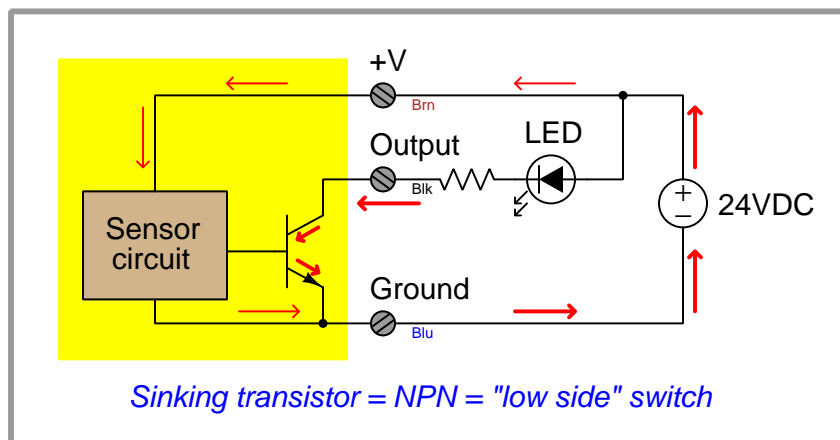 +V
Brn
Output
LED
Blk
+
−
24VDC
Sensor
circuit
Ground
Blu
Sinking transistor = NPN = "low side" switch